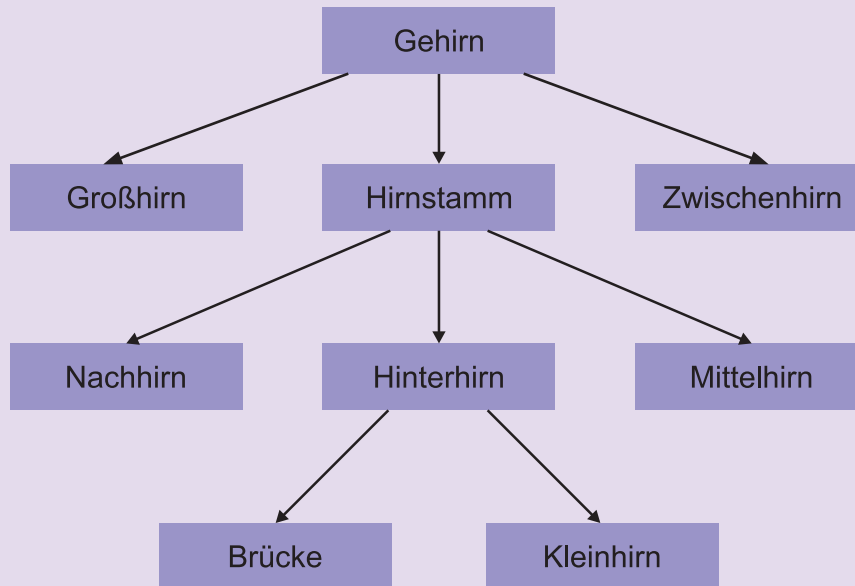 Gehirn
Großhirn
Hirnstamm
Zwischenhirn
Nachhirn
Hinterhirn
Mittelhirn
Brücke
Kleinhirn